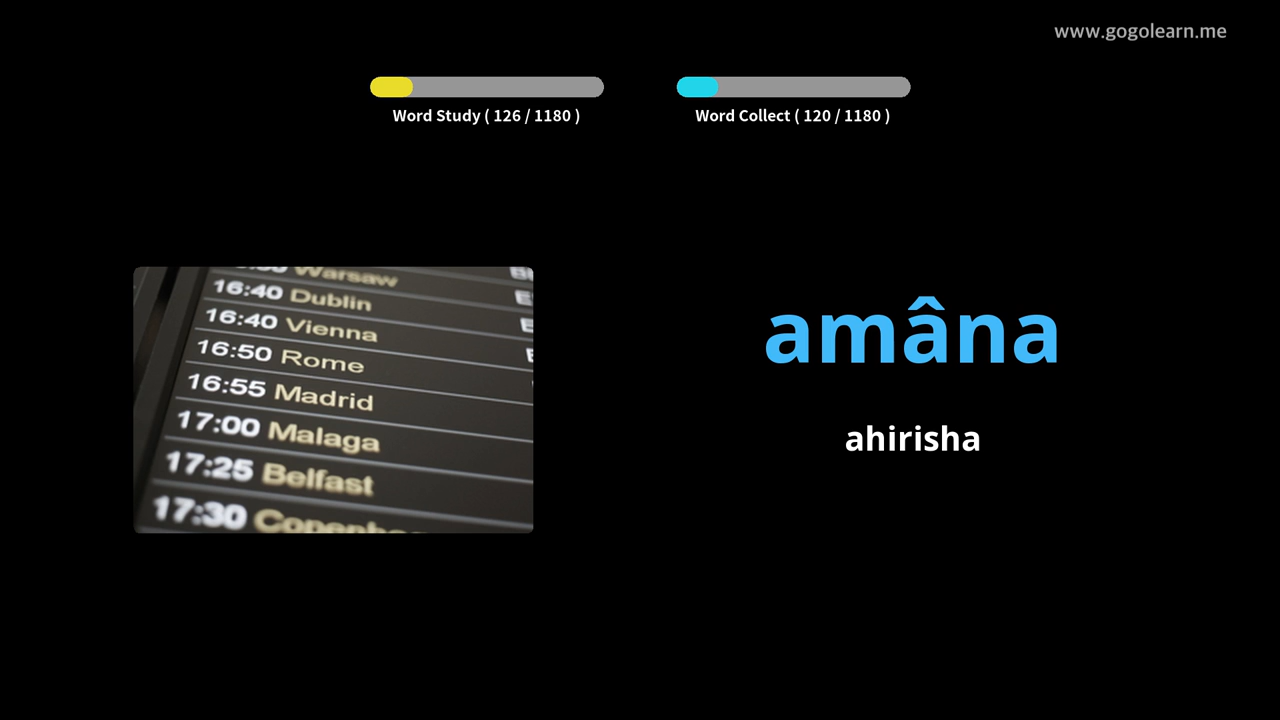 www.gogolearn.me
Word Study ( 126 / 1180 )
Word Collect ( 120 / 1180 )
Warsaw
16:40 Dublin
16:40 Vienna
16:50 Rome
16:55 Madrid
17:00 Malaga
17:25 Belfast
17:30
amâna
ahirisha